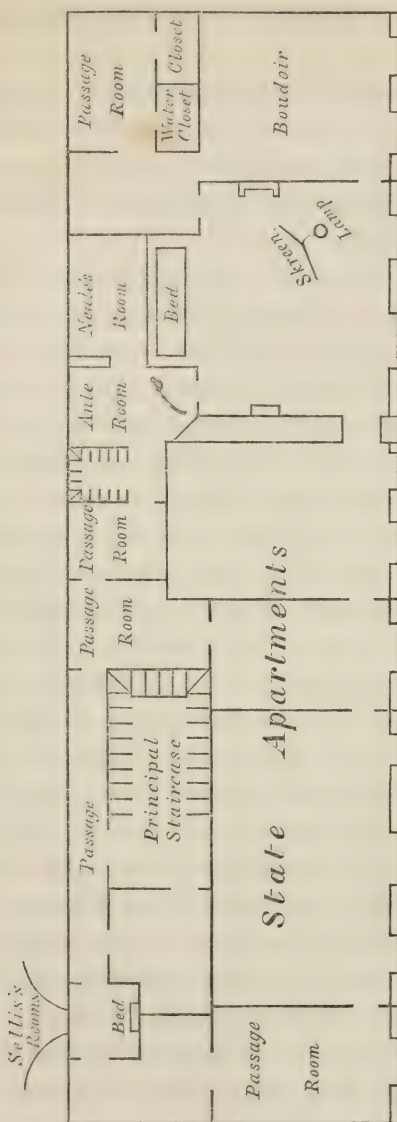 Passage
Room
Water
Closet
Closet
Boudoir
Skreen.
Lamp
Neale's
Room
Bed
Ante
Room
Passage
Room
Passage
Room
Principal
Staircase
Passage
State Apartments
Sellis's
Rooms
Bed
Passage
Room